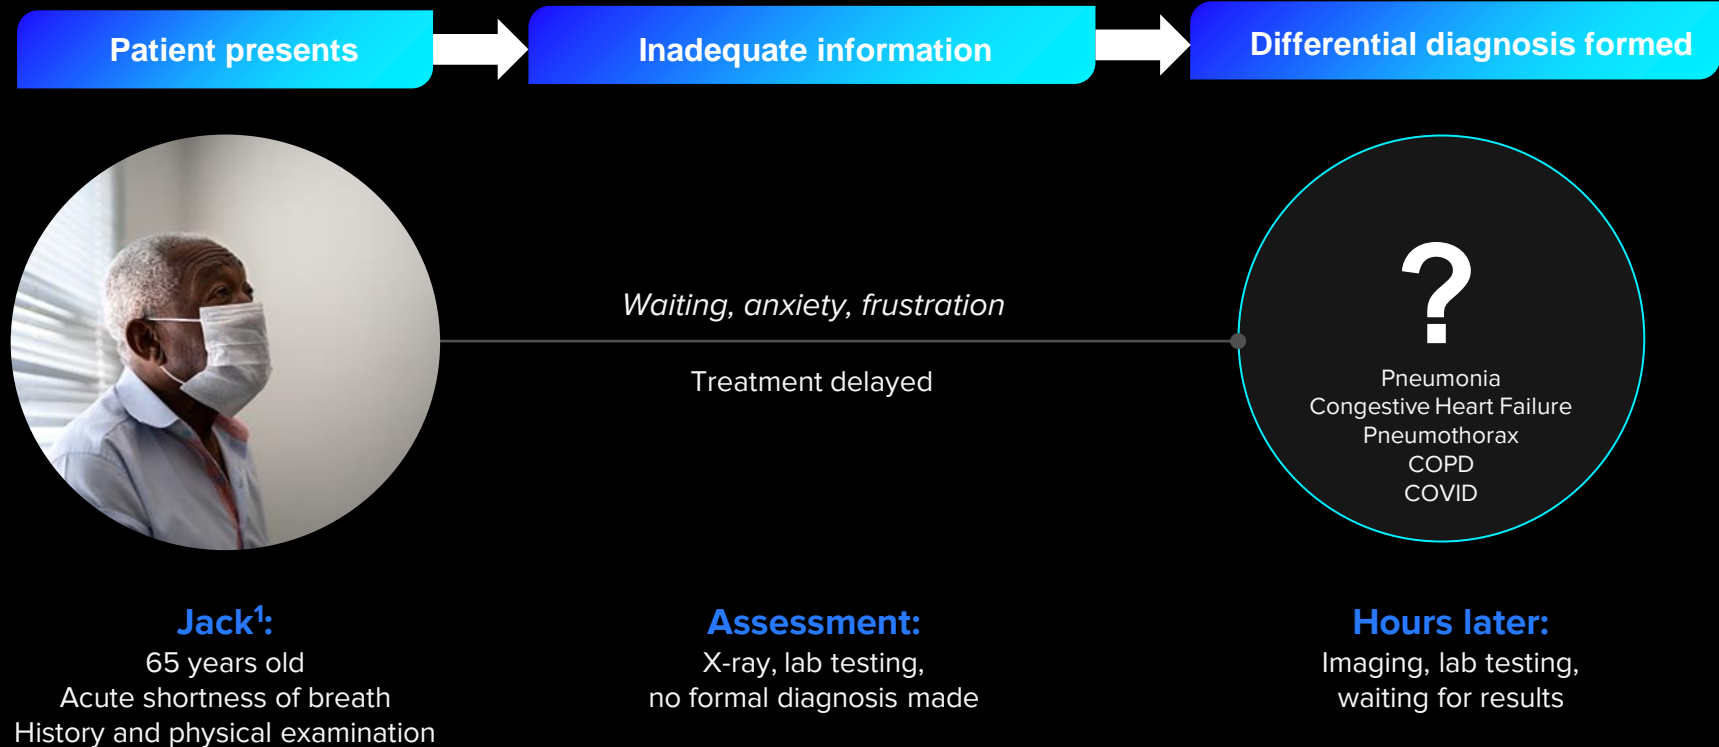 Patient presents
Inadequate information
Differential diagnosis formed
Waiting, anxiety, frustration
Treatment delayed
?
Pneumonia
Congestive Heart Failure
Pneumothorax
COPD
COVID
Jack¹:
65 years old
Acute shortness of breath
History and physical examination
Assessment:
X-ray, lab testing,
no formal diagnosis made
Hours later:
Imaging, lab testing,
waiting for results